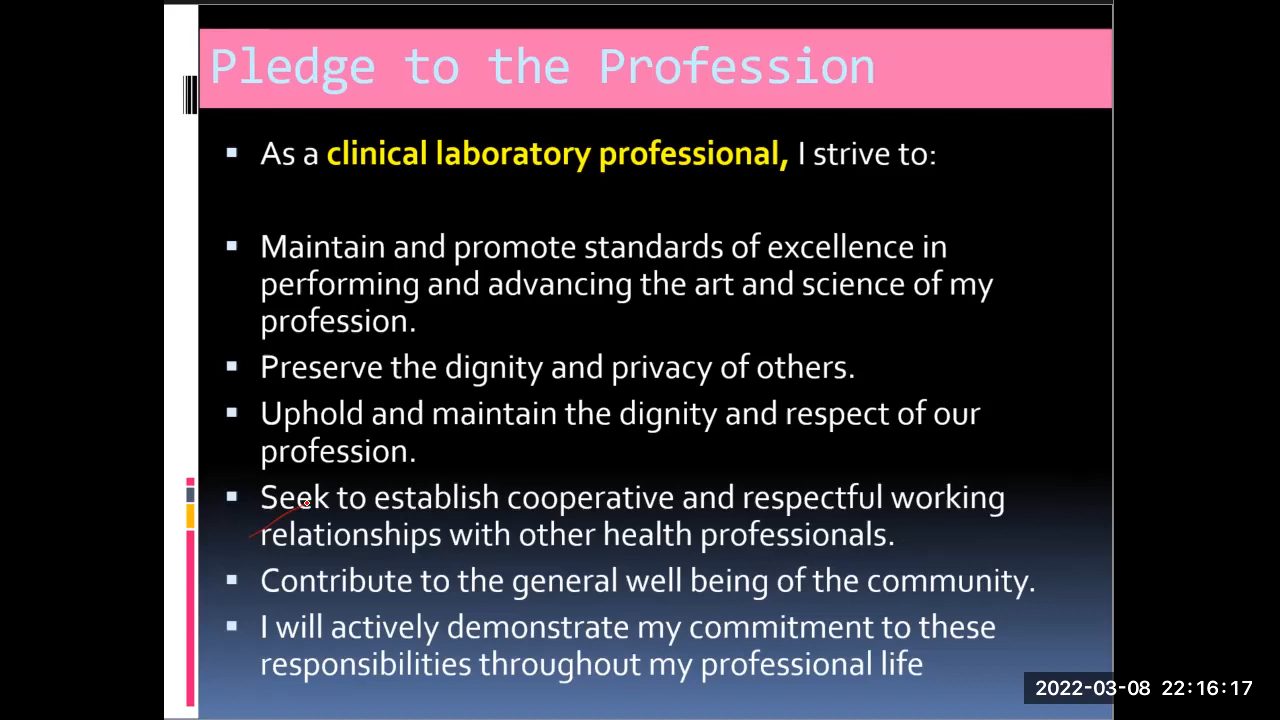 Pledge to the Profession
▪ As a clinical laboratory professional, I strive to:
▪ Maintain and promote standards of excellence in
performing and advancing the art and science of my
profession.
▪ Preserve the dignity and privacy of others.
▪ Uphold and maintain the dignity and respect of our
profession.
▪ Seek to establish cooperative and respectful working
relationships with other health professionals.
▪ Contribute to the general well being of the community.
▪ I will actively demonstrate my commitment to these
responsibilities throughout my professional life
2022-03-08 22:16:17